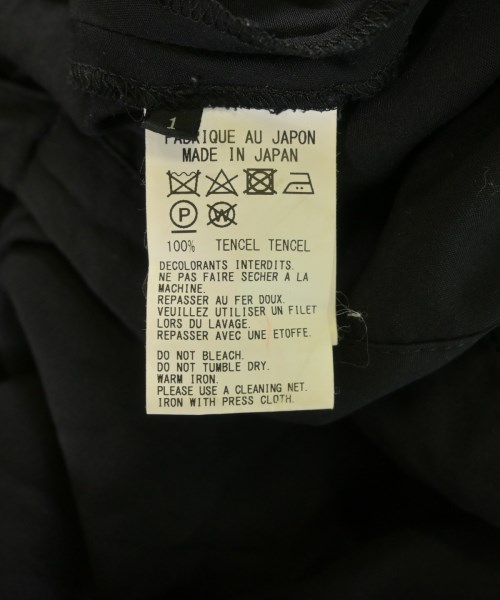 1
FABRIQUE AU JAPON
MADE IN JAPAN
P W
100% TENCEL TENCEL
DECOLORANTS INTERDITS.
NE PAS FAIRE SECHER A LA
MACHINE.
REPASSER AU FER DOUX.
VEUILLEZ UTILISER UN FILET
LORS DU LAVAGE.
REPASSER AVEC UNE ETOFFE.
DO NOT BLEACH.
DO NOT TUMBLE DRY.
WARM IRON.
PLEASE USE A CLEANING NET.
IRON WITH PRESS CLOTH.